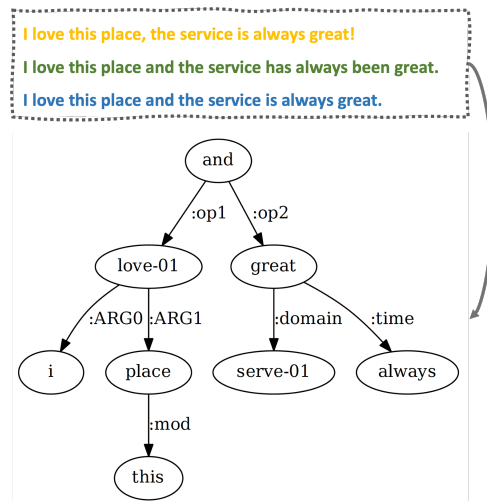 I love this place, the service is always great!
I love this place and the service has always been great.
I love this place and the service is always great.
and
:op1 :op2
love-01 great
:ARG0 :ARG1 :domain :time
i place serve-01 always
:mod
this